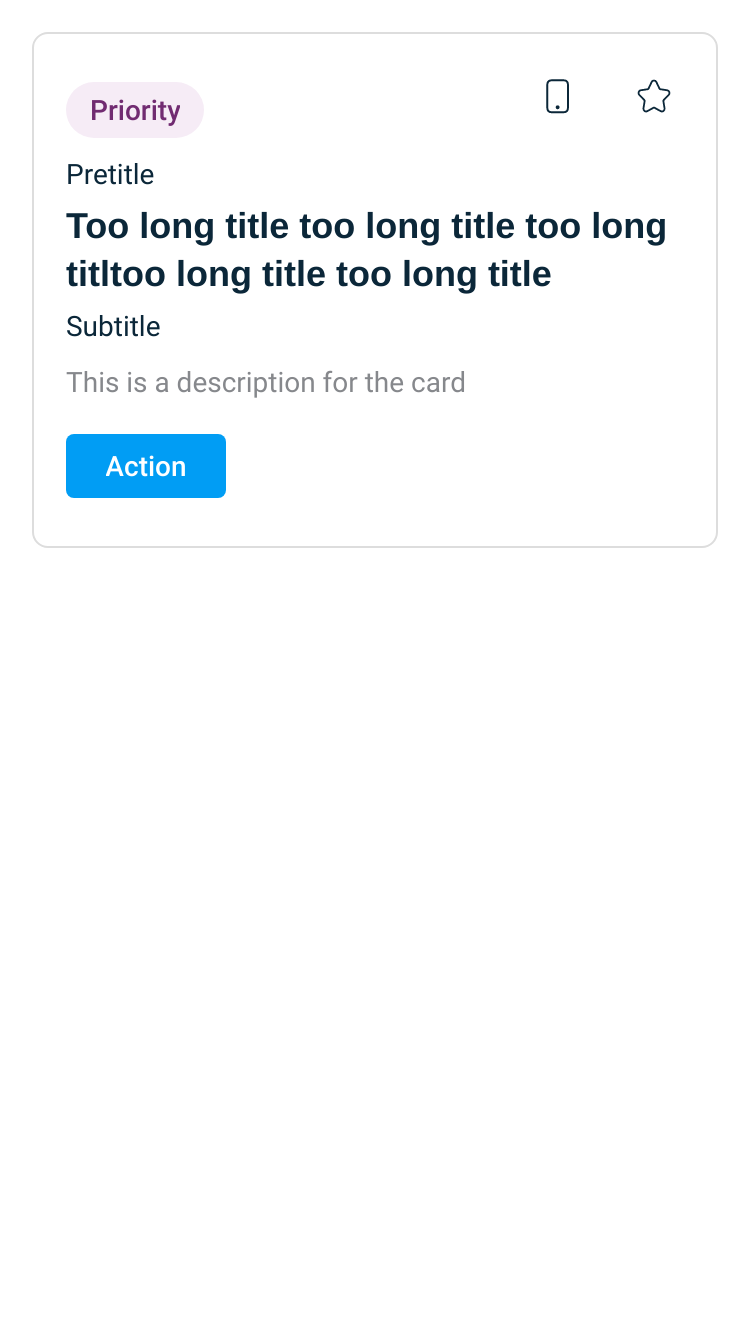 Priority
Pretitle
Too long title too long title too long
titltoo long title too long title
Subtitle
This is a description for the card
Action